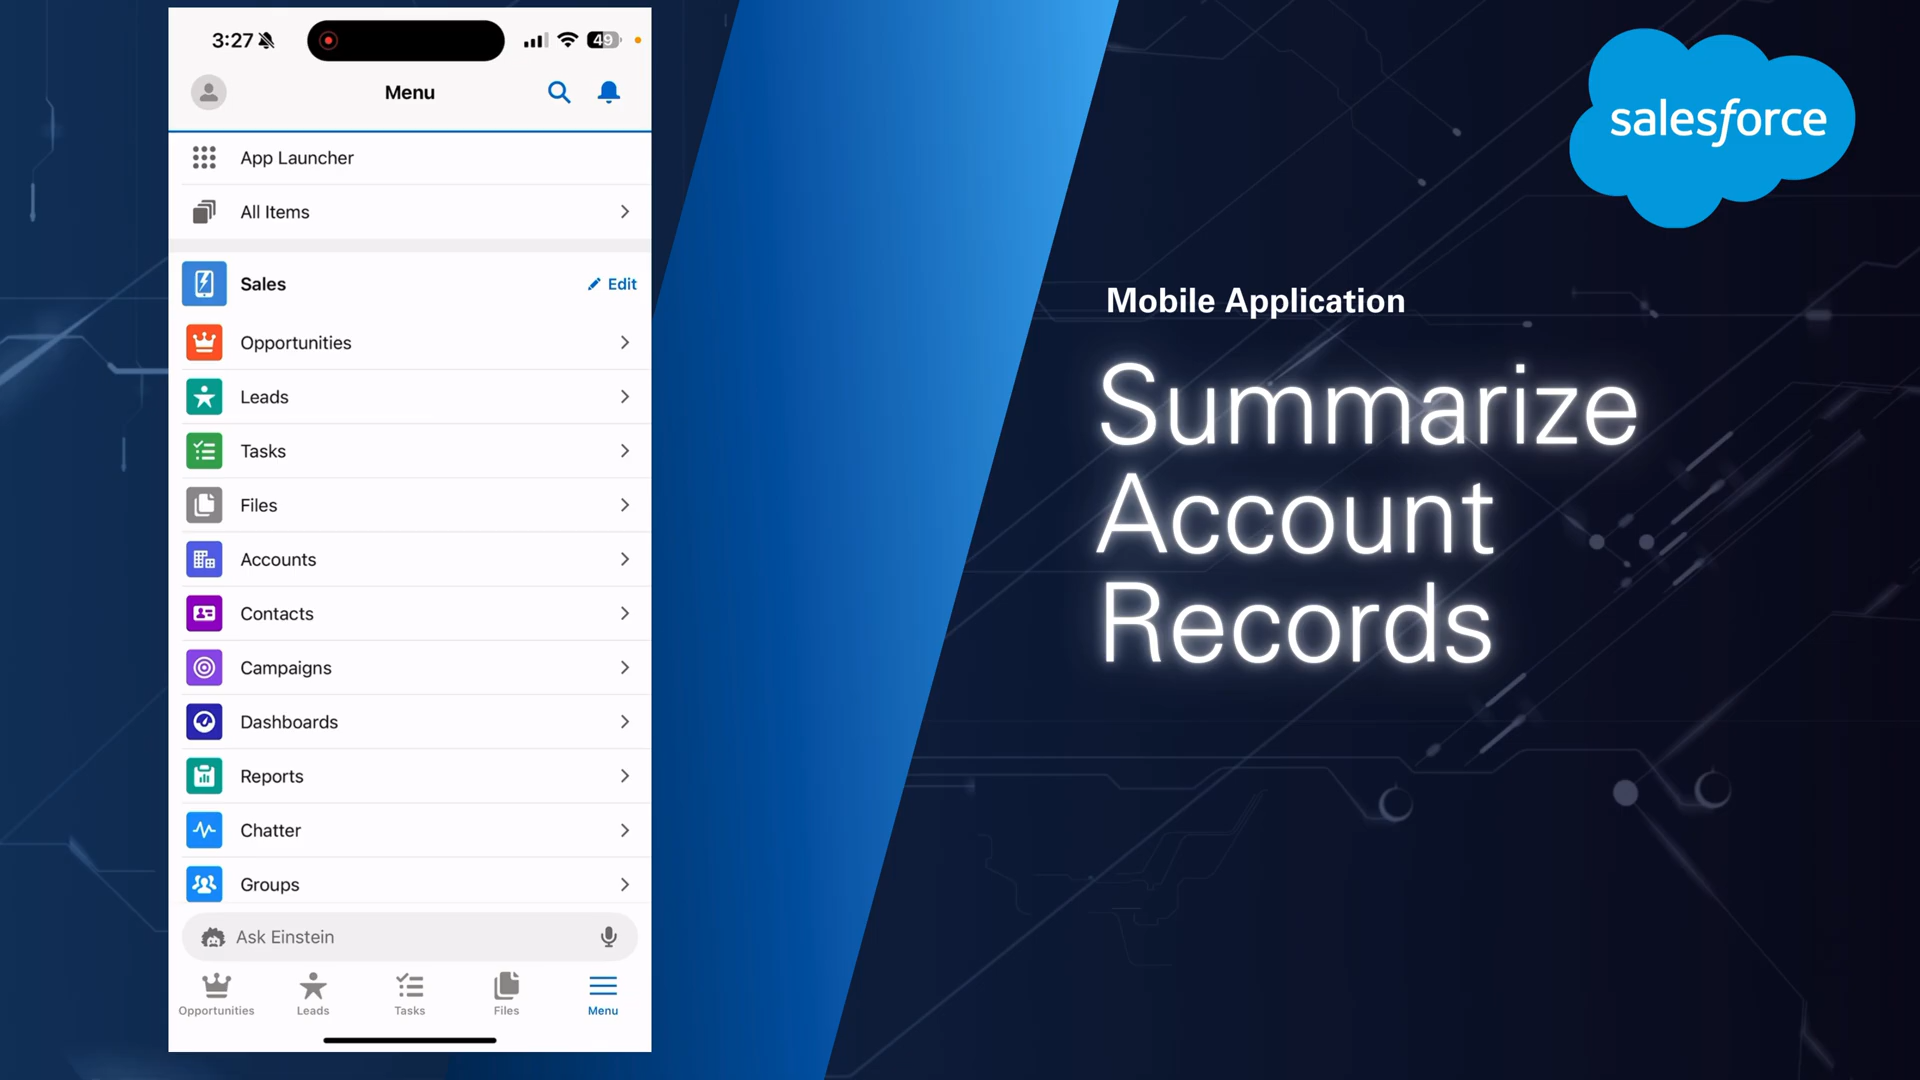 3:27
49
Menu
App Launcher
All Items
Sales
Edit
Opportunities
Leads
Tasks
Files
Accounts
Contacts
Campaigns
Dashboards
Reports
Chatter
Groups
Ask Einstein
Opportunities
Leads
Tasks
Files
Menu
salesforce
Mobile Application
Summarize
Account
Records